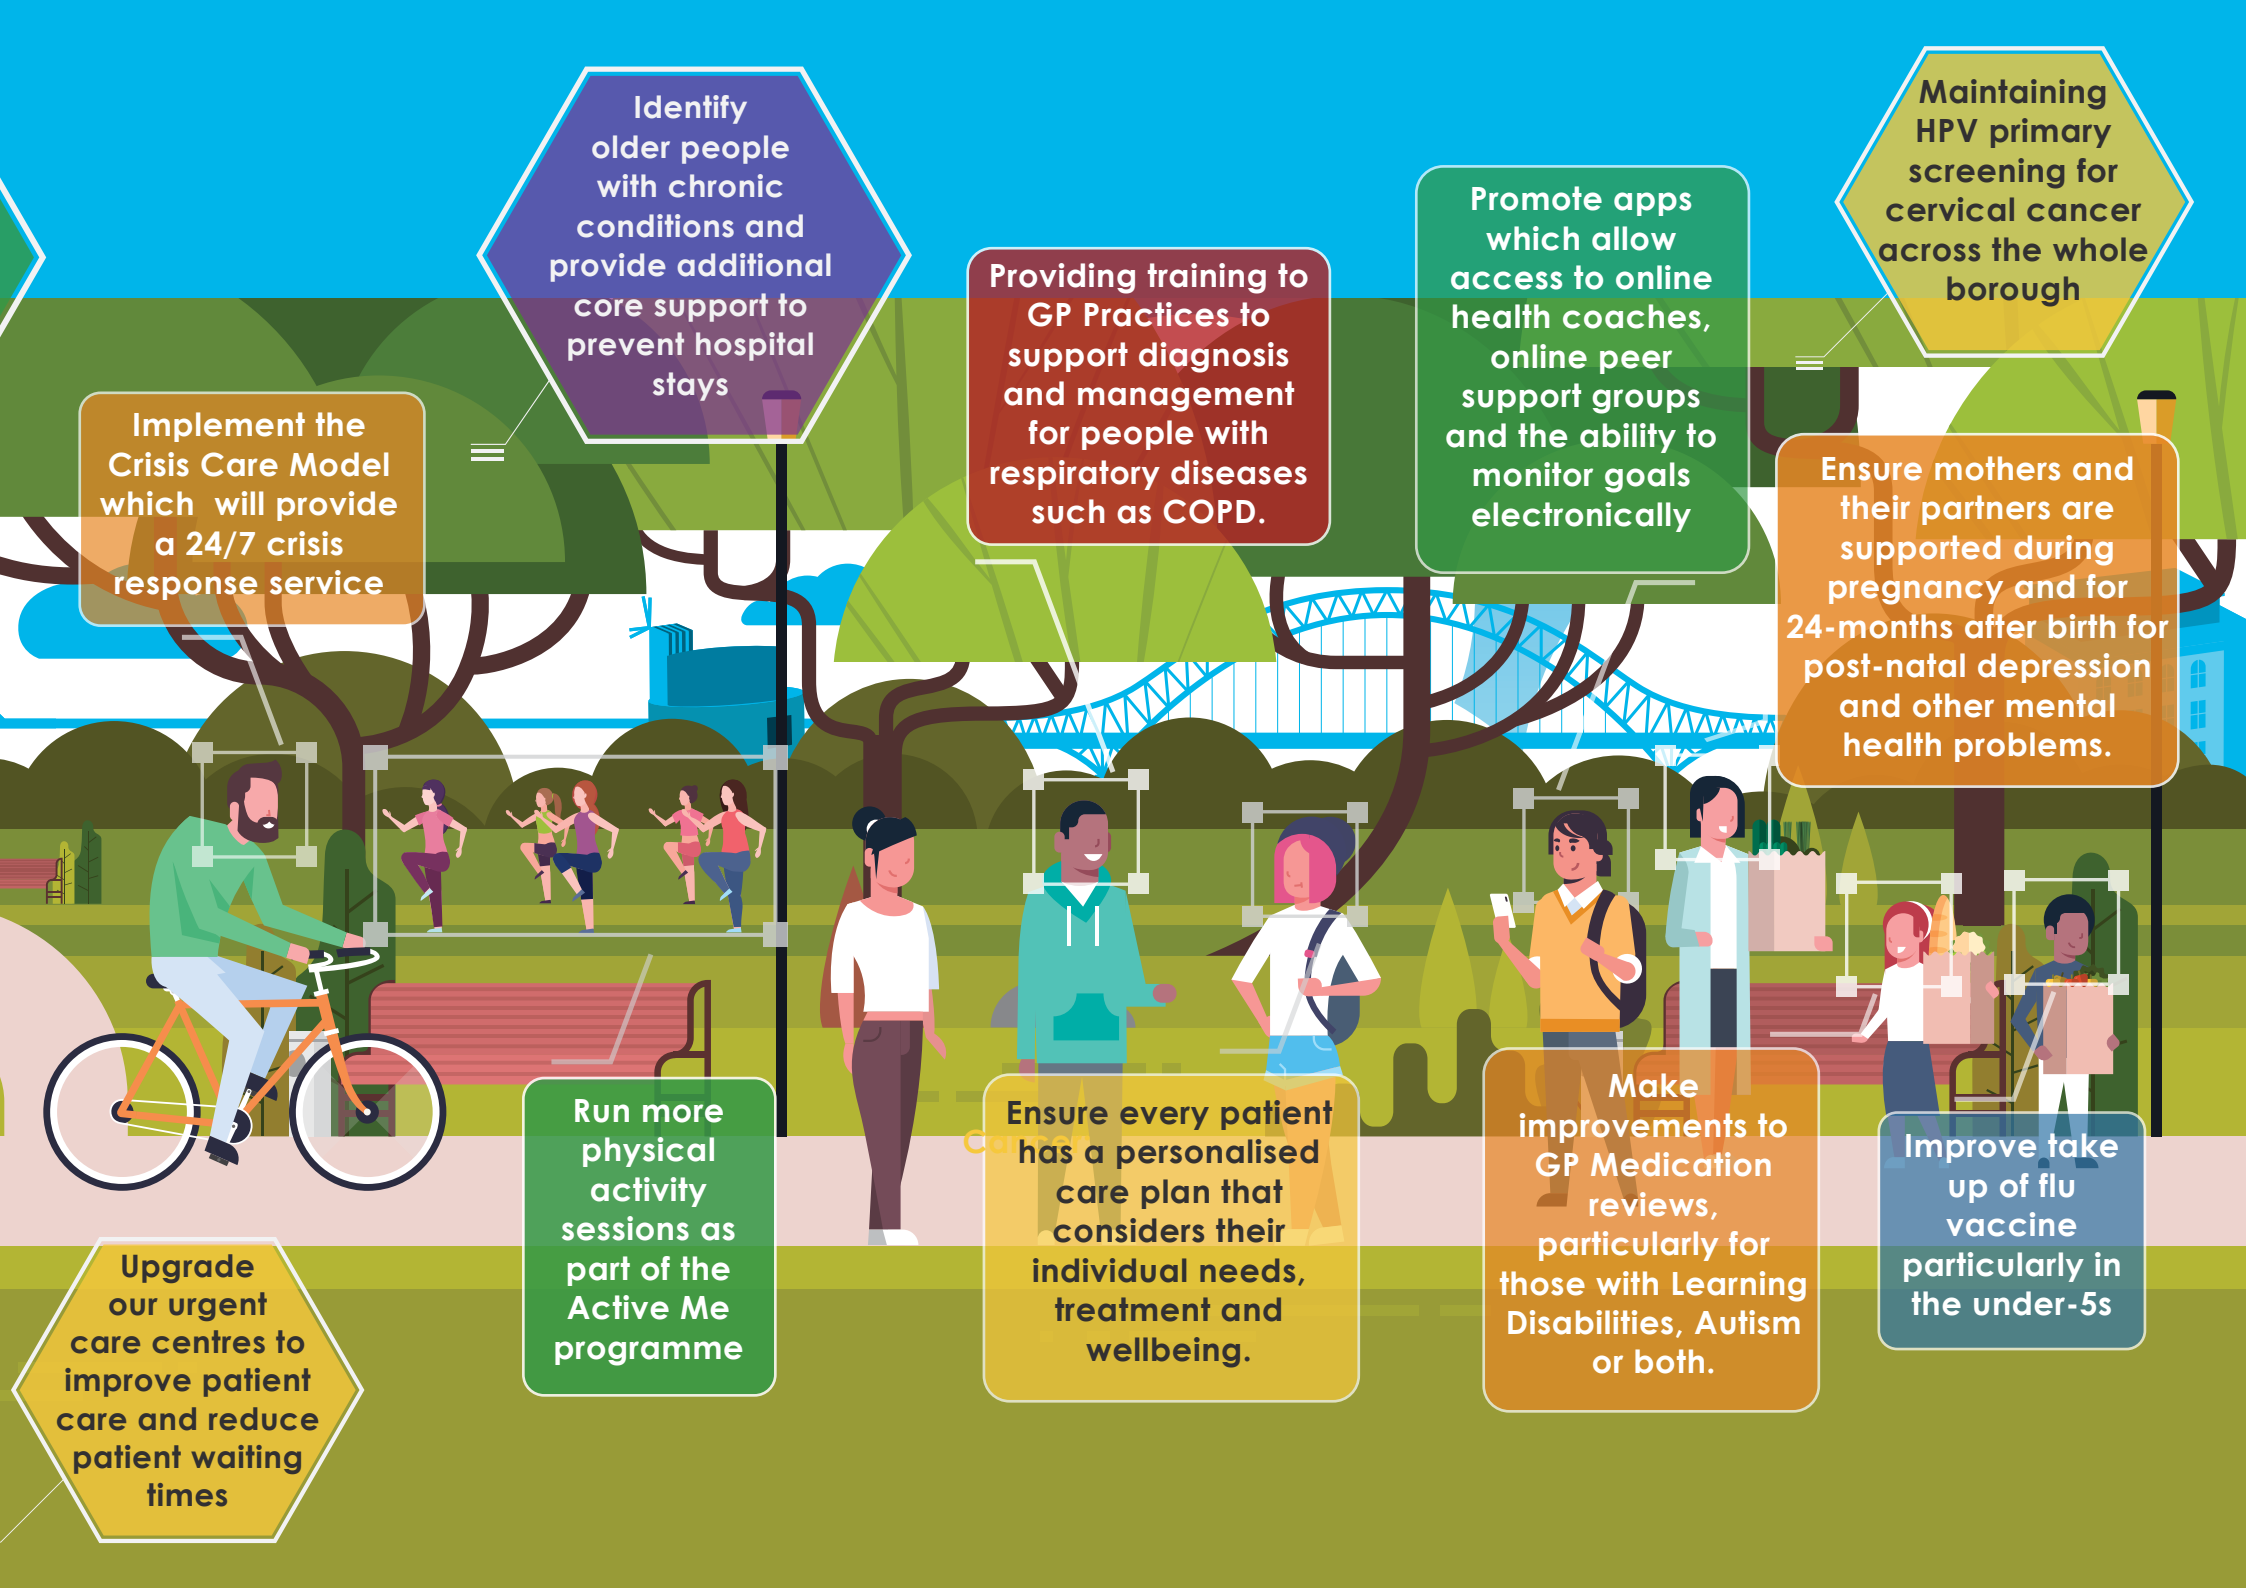 Identify
older people
with chronic
conditions and
provide additional
core support to
prevent hospital
stays
Maintaining
HPV primary
screening for
cervical cancer
across the whole
borough
Promote apps
which allow
access to online
health coaches,
online peer
support groups
and the ability to
monitor goals
electronically
Providing training to
GP Practices to
support diagnosis
and management
for people with
respiratory diseases
such as COPD.
Implement the
Crisis Care Model
which will provide
a 24/7 crisis
response service
Ensure mothers and
their partners are
supported during
pregnancy and for
24-months after birth for
post-natal depression
and other mental
health problems.
Run more
physical
activity
sessions as
part of the
Active Me
programme
Ensure every patient
has a personalised
care plan that
considers their
individual needs,
treatment and
wellbeing.
Make
improvements to
GP Medication
reviews,
particularly for
those with Learning
Disabilities, Autism
or both.
Improve take
up of flu
vaccine
particularly in
the under-5s
Upgrade
our urgent
care centres to
improve patient
care and reduce
patient waiting
times